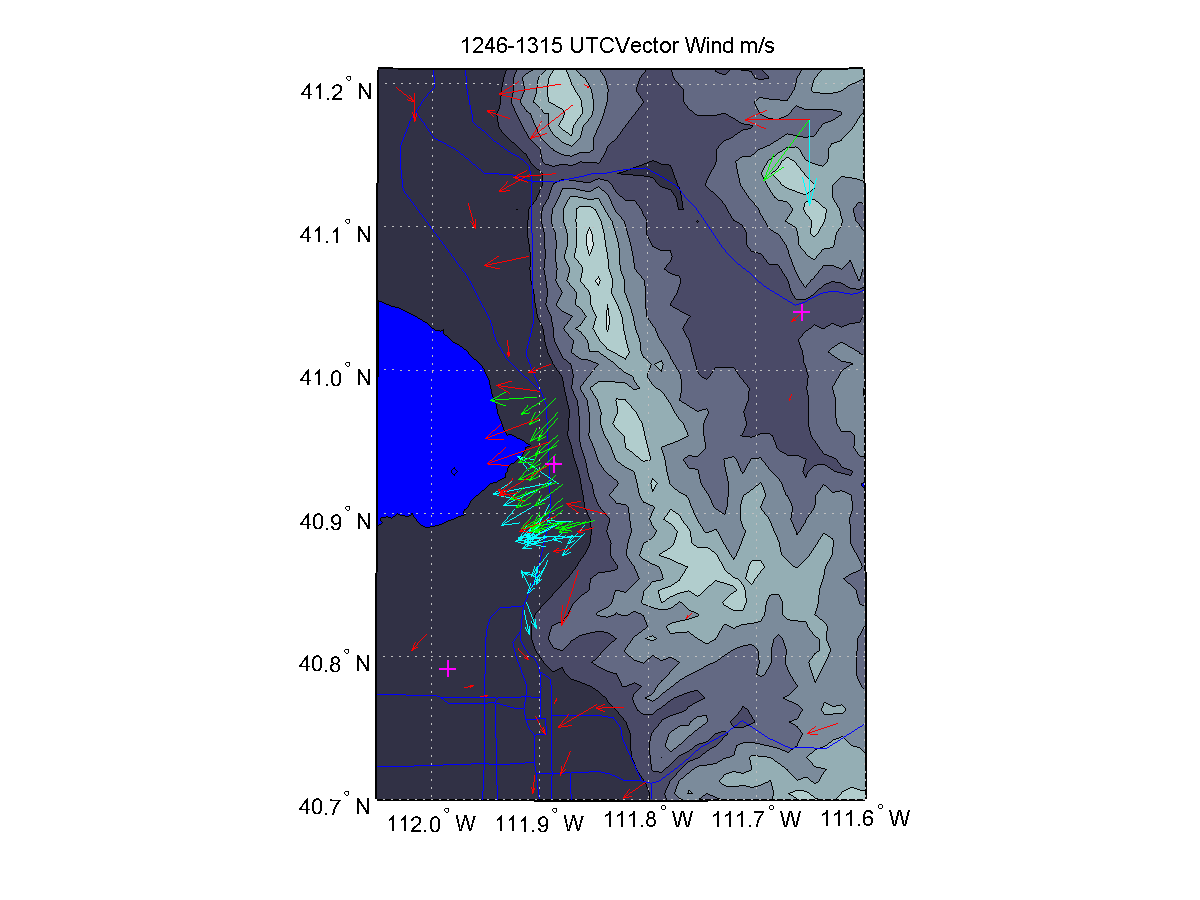 1246-1315 UTCVector Wind m/s
41.2° N
41.1° N
41.0° N
40.9° N
40.8° N
40.7° N
112.0° W 111.9° W 111.8° W 111.7° W 111.6° W